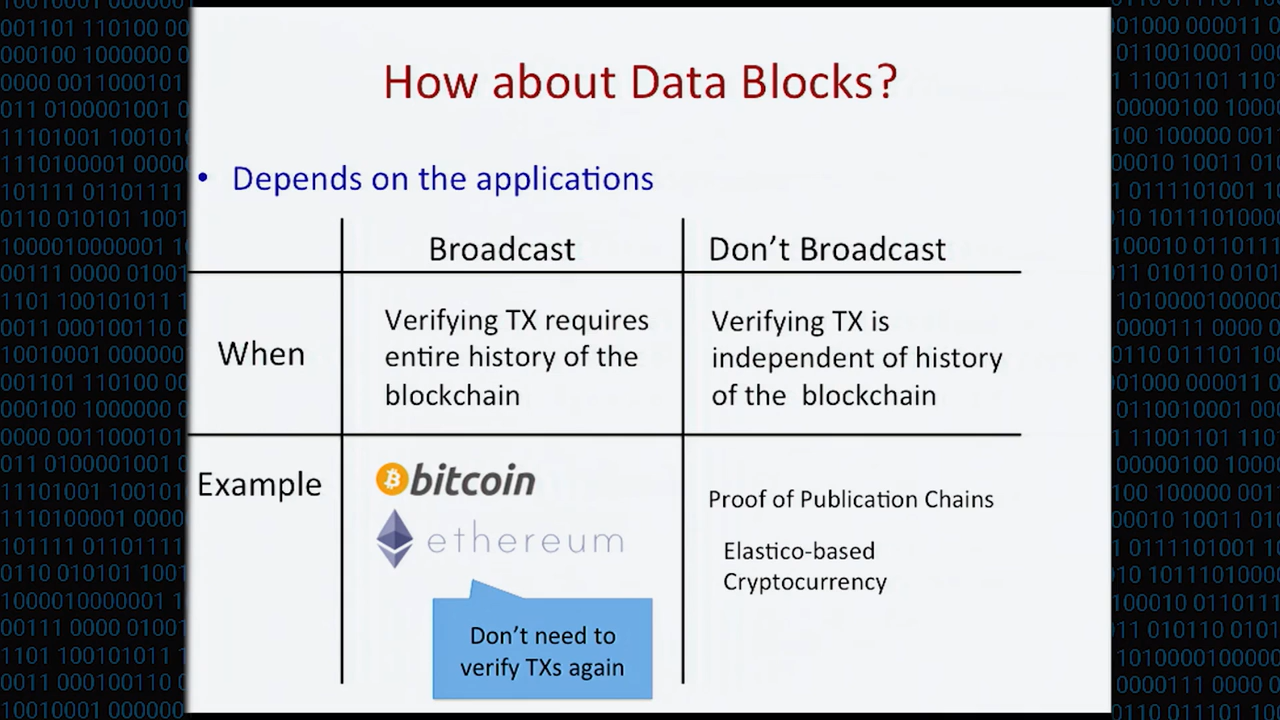 How about Data Blocks?
• Depends on the applications
Broadcast
Don't Broadcast
When
Verifying TX requires
entire history of the
blockchain
Verifying TX is
independent of history
of the blockchain
Example
bitcoin
ethereum
Proof of Publication Chains
Elastico-based
Cryptocurrency
Don't need to
verify TXs again